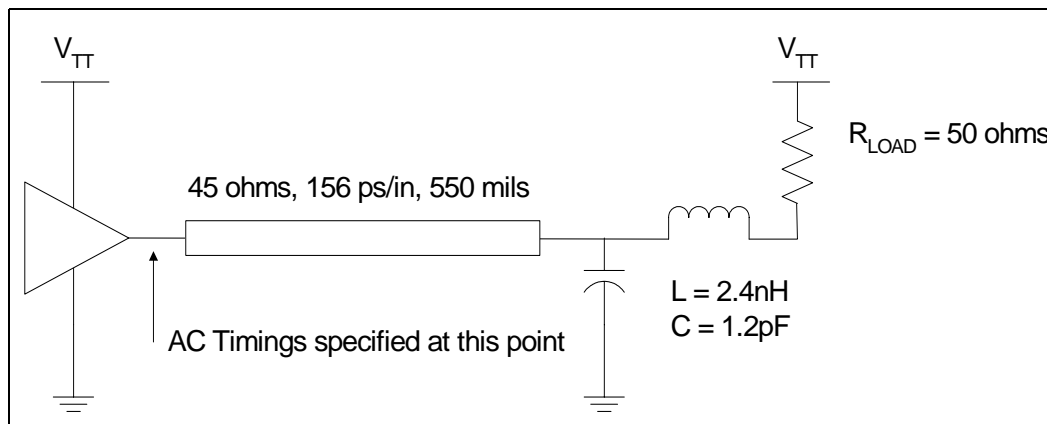 V_TT
V_TT
R_LOAD = 50 ohms
45 ohms, 156 ps/in, 550 mils
L = 2.4nH
C = 1.2pF
AC Timings specified at this point